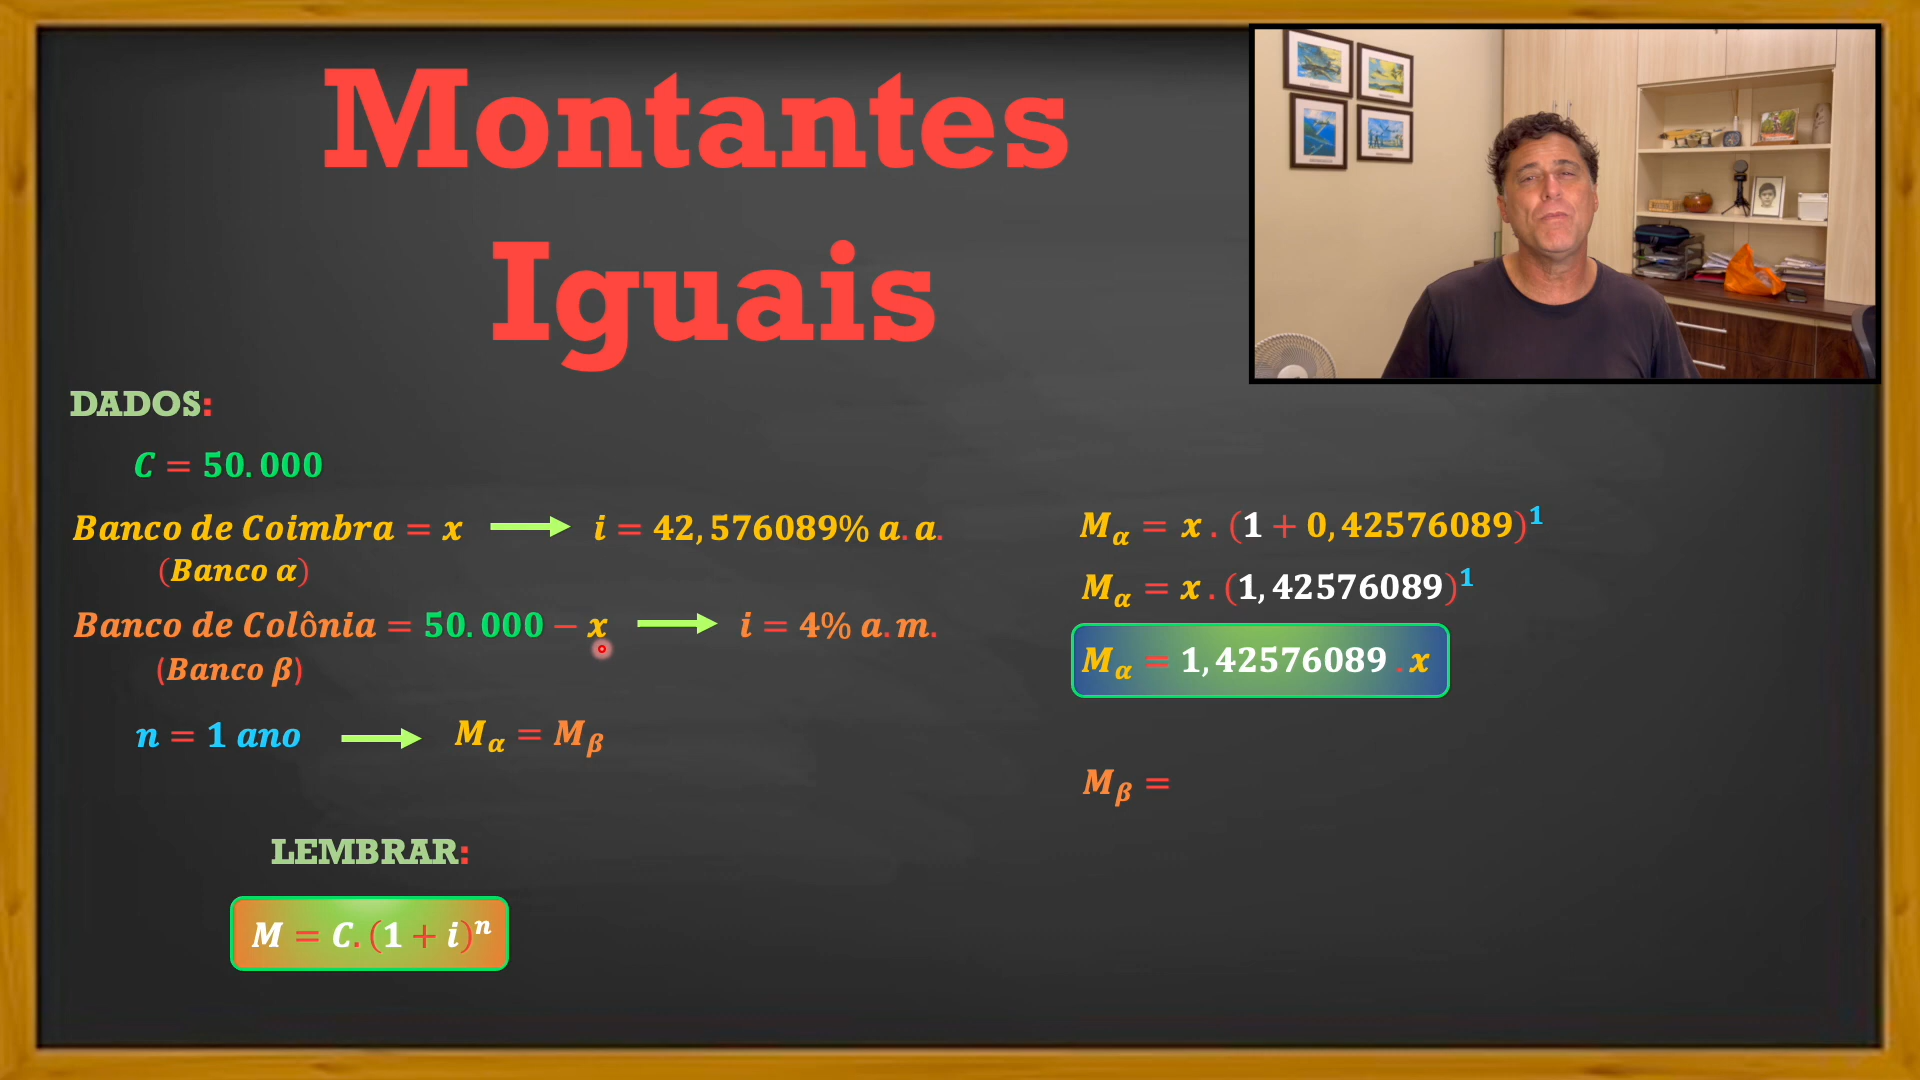 Montantes
Iguais
DADOS:
C = 50.000
Banco de Coimbra = x → i = 42,576089% a.a.
(Banco α)
Banco de Colônia = 50.000 − x → i = 4% a.m.
(Banco β)
n = 1 ano → Mα = Mβ
LEMBRAR:
M = C.(1 + i)ⁿ
Mα = x . (1 + 0,42576089)¹
Mα = x . (1,42576089)¹
Mα = 1,42576089 . x
Mβ =